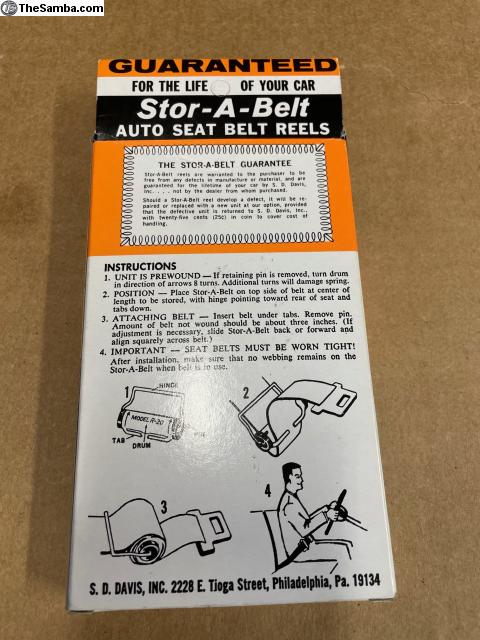 TheSamba.com
GUARANTEED
FOR THE LIFE OF YOUR CAR
Stor-A-Belt
AUTO SEAT BELT REELS
THE STOR-A-BELT GUARANTEE
Stor-A-Belt reels are warranted to the purchaser to be
free from any defects in manufacture or material, and are
guaranteed for the lifetime of your car by S. D. Davis,
Inc. . . . . not by the dealer from whom purchased.
Should a Stor-A-Belt reel develop a defect, it will be re-
paired or replaced with a new unit at our option, provided
that the defective unit is returned to S. D. Davis, Inc.,
with twenty-five cents (25¢) in coin to cover cost of
handling.
INSTRUCTIONS
1. UNIT IS PREWOUND — If retaining pin is removed, turn drum
in direction of arrows 8 turns. Additional turns will damage spring.
2. POSITION — Place Stor-A-Belt on top side of belt at center of
length to be stored, with hinge pointing toward rear of seat and
tabs down.
3. ATTACHING BELT — Insert belt under tabs. Remove pin.
Amount of belt not wound should be about three inches. (If
adjustment is necessary, slide Stor-A-Belt back or forward and
align squarely across belt.)
4. IMPORTANT — SEAT BELTS MUST BE WORN TIGHT!
After installation, make sure that no webbing remains on the
Stor-A-Belt when belt is in use.
1
HINGE
MODEL R-20
TAB
DRUM
2
3
4
S. D. DAVIS, INC. 2228 E. Tioga Street, Philadelphia, Pa. 19134